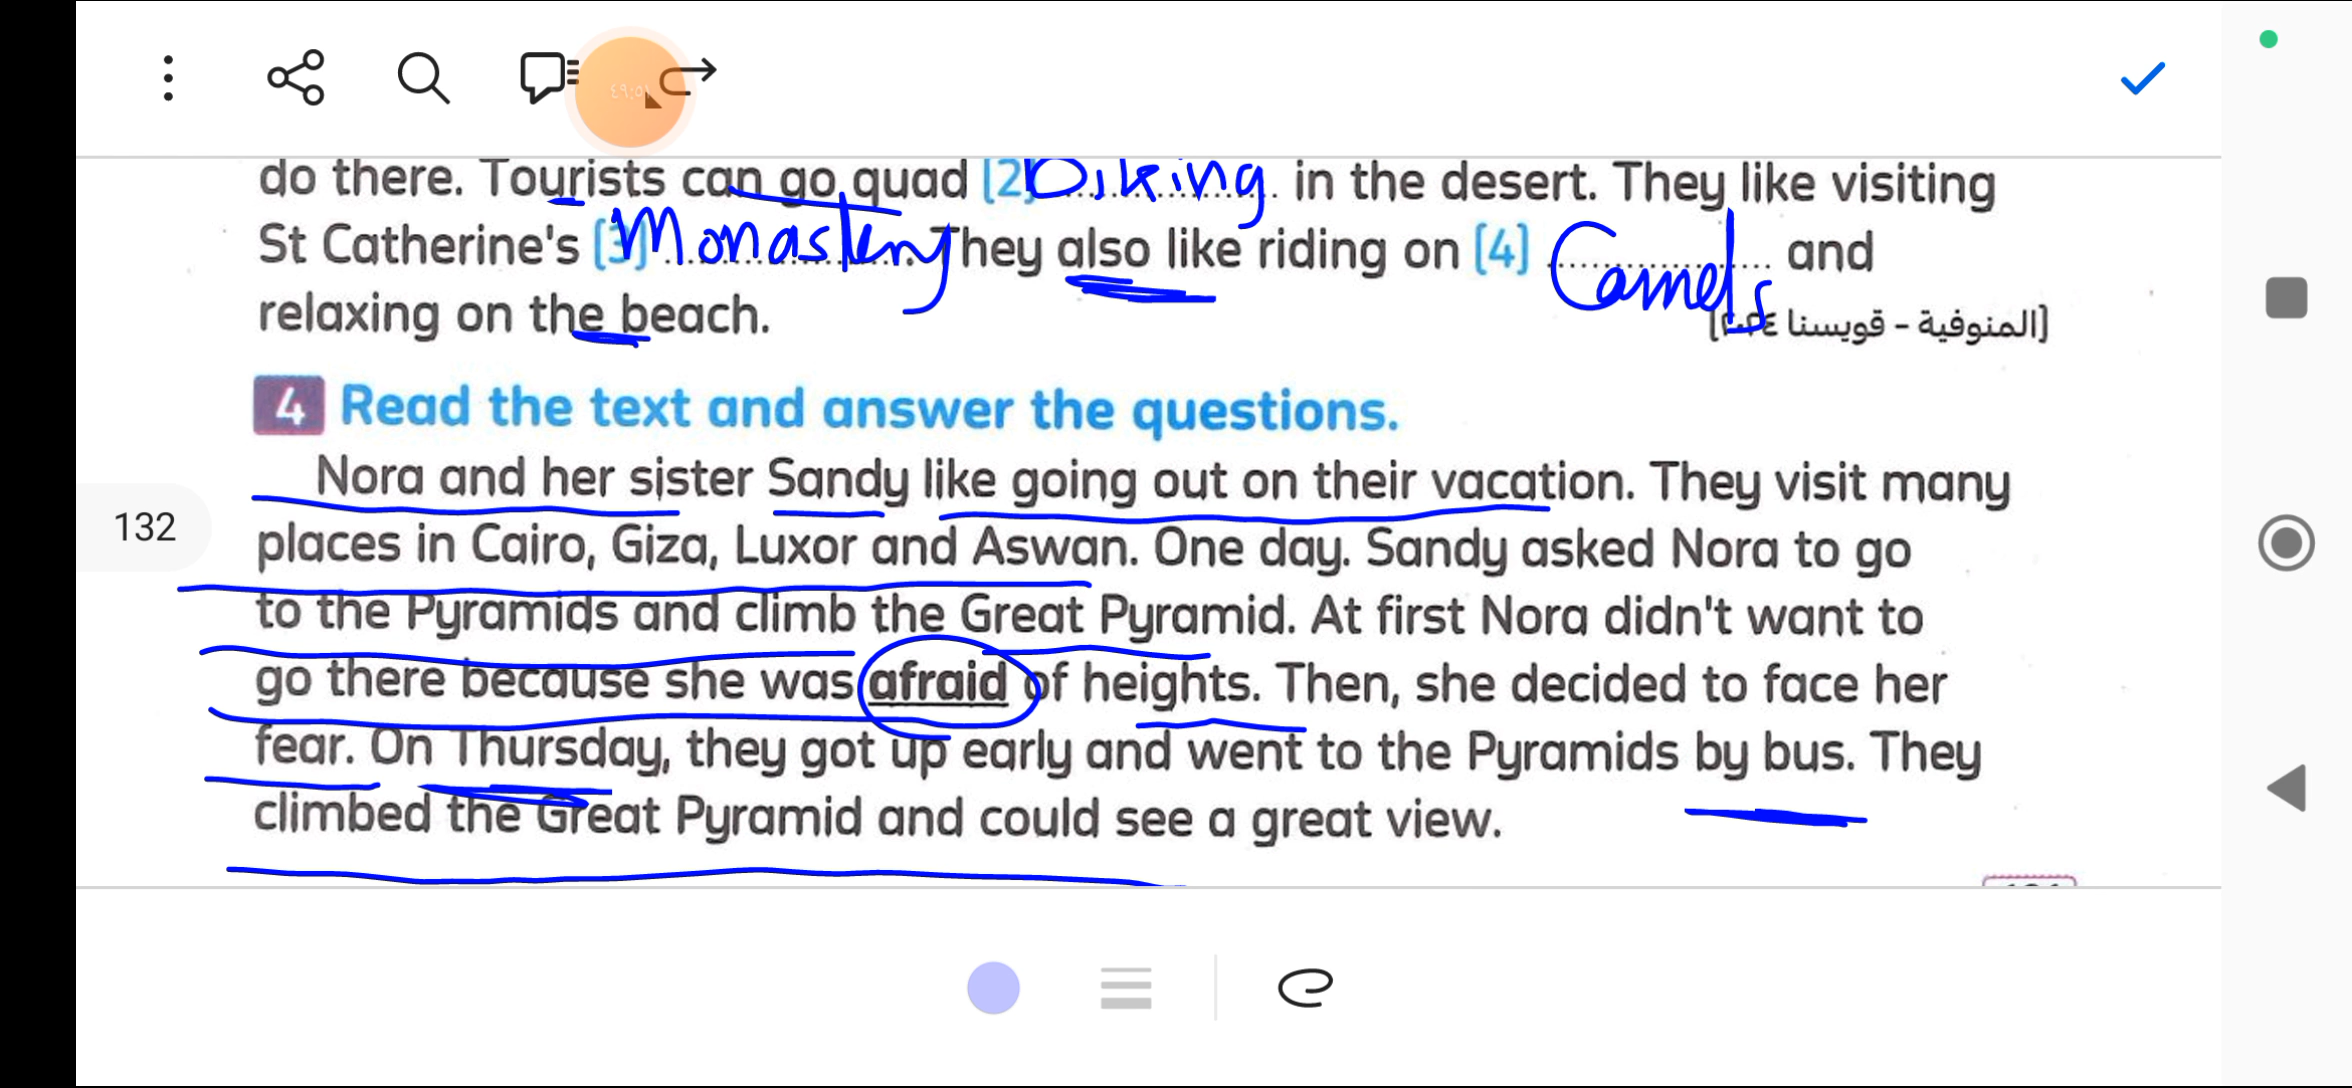 ٤٩:٥١
do there. Tourists can go quad [2] biking in the desert. They like visiting
St Catherine's [3] Monastery. They also like riding on [4] Camels and
relaxing on the beach.
[المنوفية - قويسنا ٢٠٢٤]
4 Read the text and answer the questions.
Nora and her sister Sandy like going out on their vacation. They visit many
132
places in Cairo, Giza, Luxor and Aswan. One day. Sandy asked Nora to go
to the Pyramids and climb the Great Pyramid. At first Nora didn't want to
go there because she was afraid of heights. Then, she decided to face her
fear. On Thursday, they got up early and went to the Pyramids by bus. They
climbed the Great Pyramid and could see a great view.